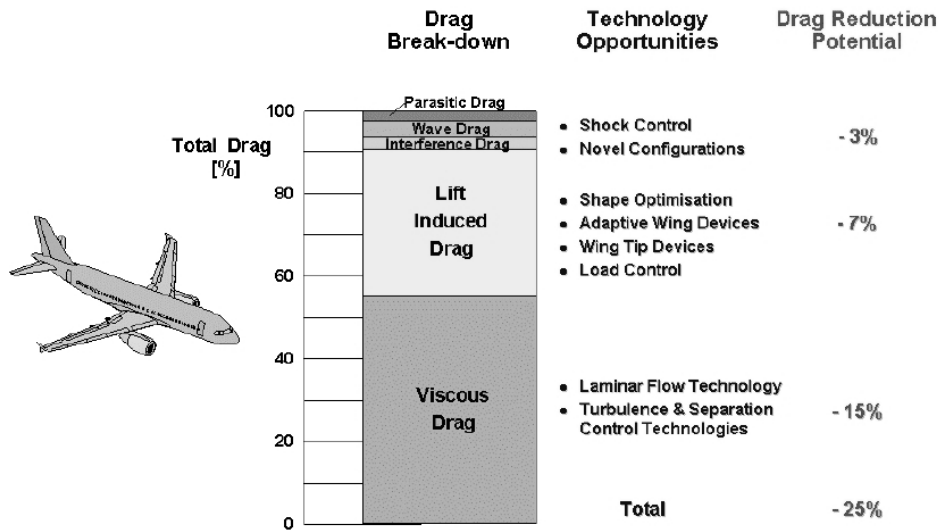 Drag
Break-down
Technology
Opportunities
Drag Reduction
Potential
Total Drag
[%]
100
80
60
40
20
0
Parasitic Drag
Wave Drag
Interference Drag
Lift
Induced
Drag
Viscous
Drag
• Shock Control
• Novel Configurations
- 3%
• Shape Optimisation
• Adaptive Wing Devices
• Wing Tip Devices
• Load Control
- 7%
• Laminar Flow Technology
• Turbulence & Separation
Control Technologies
- 15%
Total
- 25%